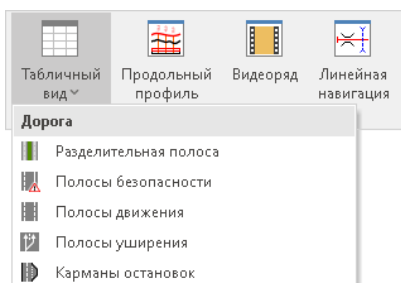 Табличный Продольный Видеоряд Линейная
вид профиль навигация
Дорога
Разделительная полоса
Полосы безопасности
Полосы движения
Полосы уширения
Карманы остановок